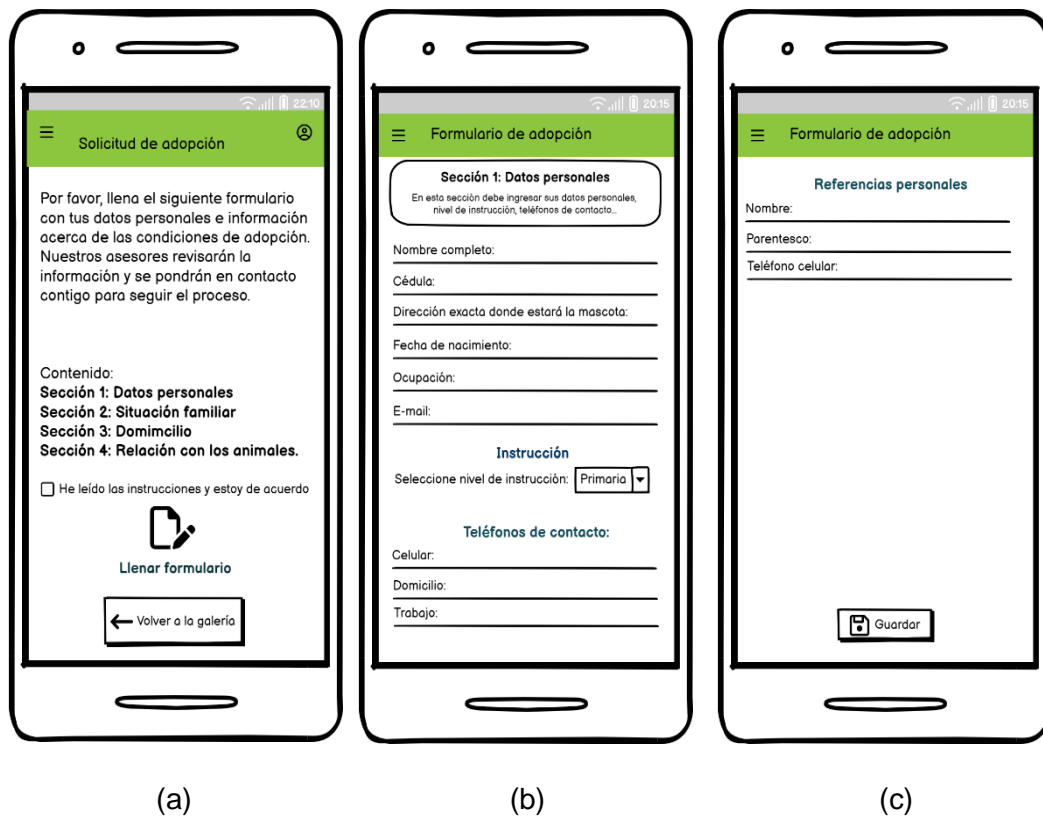 22:10
Solicitud de adopción
Por favor, llena el siguiente formulario
con tus datos personales e información
acerca de las condiciones de adopción.
Nuestros asesores revisarán la
información y se pondrán en contacto
contigo para seguir el proceso.
Contenido:
Sección 1: Datos personales
Sección 2: Situación familiar
Sección 3: Domimcilio
Sección 4: Relación con los animales.
He leído las instrucciones y estoy de acuerdo
Llenar formulario
Volver a la galería
(a)
20:15
Formulario de adopción
Sección 1: Datos personales
En esta sección debe ingresar sus datos personales,
nivel de instrucción, teléfonos de contacto...
Nombre completo:
Cédula:
Dirección exacta donde estará la mascota:
Fecha de nacimiento:
Ocupación:
E-mail:
Instrucción
Seleccione nivel de instrucción: Primaria
Teléfonos de contacto:
Celular:
Domicilio:
Trabajo:
(b)
20:15
Formulario de adopción
Referencias personales
Nombre:
Parentesco:
Teléfono celular:
Guardar
(c)